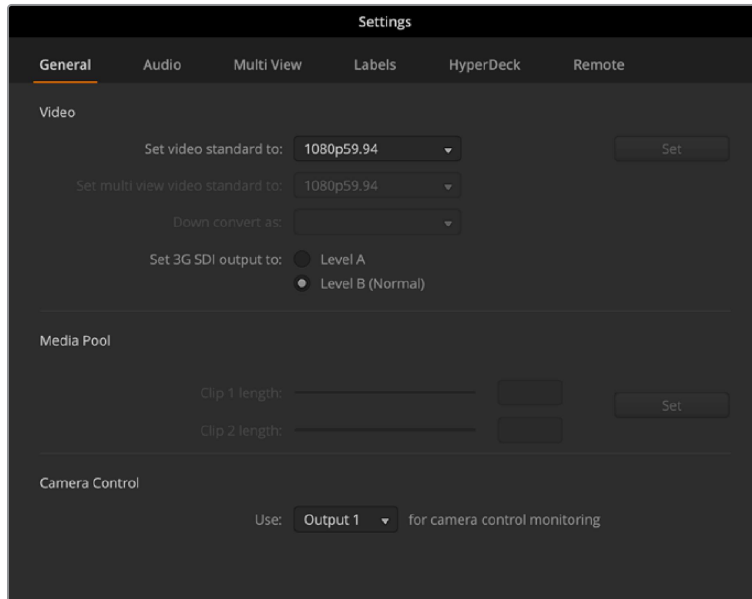 Settings
General Audio Multi View Labels HyperDeck Remote
Video
Set video standard to: 1080p59.94 Set
Set multi view video standard to: 1080p59.94
Down convert as:
Set 3G SDI output to: Level A
Level B (Normal)
Media Pool
Clip 1 length:
Set
Clip 2 length:
Camera Control
Use: Output 1 for camera control monitoring